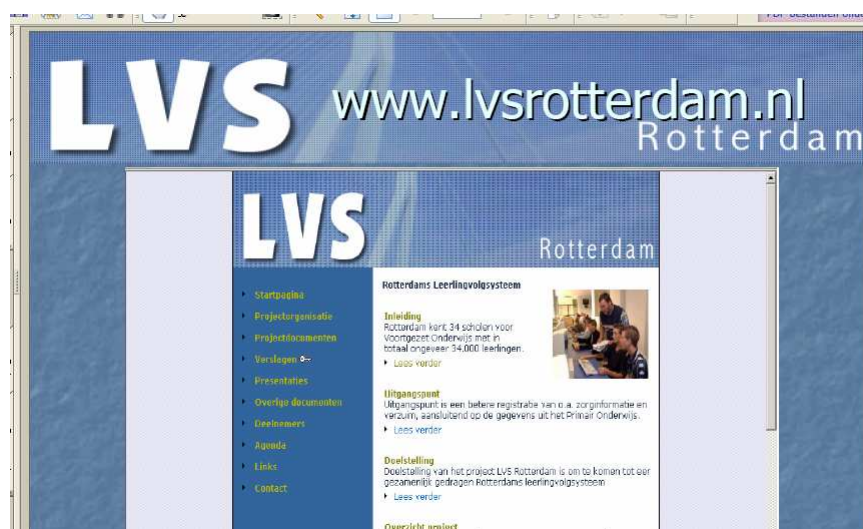 LVS
www.lvsrotterdam.nl
Rotterdam
LVS
Rotterdam
Startpagina
Projectorganisatie
Projectdocumenten
Verslagen
Presentaties
Overige documenten
Deelnemers
Agenda
Links
Contact
Rotterdams Leerlingvolgsysteem
Inleiding
Rotterdam kent 34 scholen voor
Voortgezet Onderwijs met in
totaal ongeveer 34.000 leerlingen.
Lees verder
Uitgangspunt
Uitgangspunt is een betere registratie van o.a. zorginformatie en
verzuim, aansluitend op de gegevens uit het Primair Onderwijs.
Lees verder
Doelstelling
Doelstelling van het project LVS Rotterdam is om te komen tot een
gezamenlijk gedragen Rotterdams leerlingvolgsysteem
Lees verder
Overzicht project